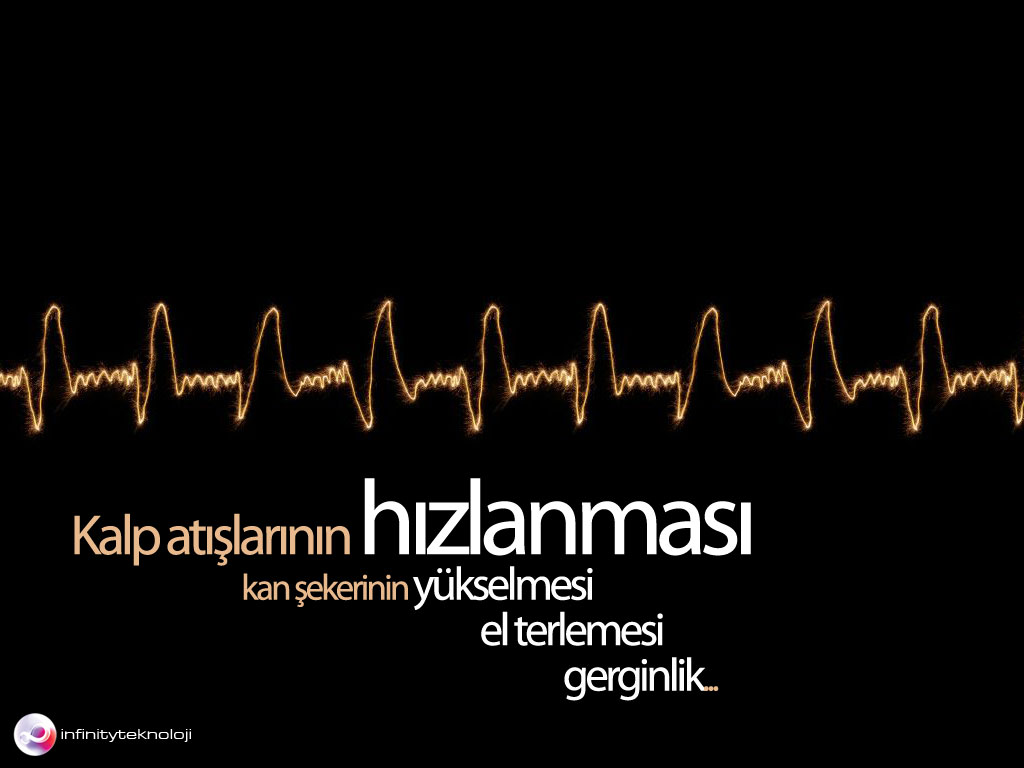 Kalp atışlarının hızlanması
kan şekerinin yükselmesi
el terlemesi
gerginlik...
infinityteknoloji